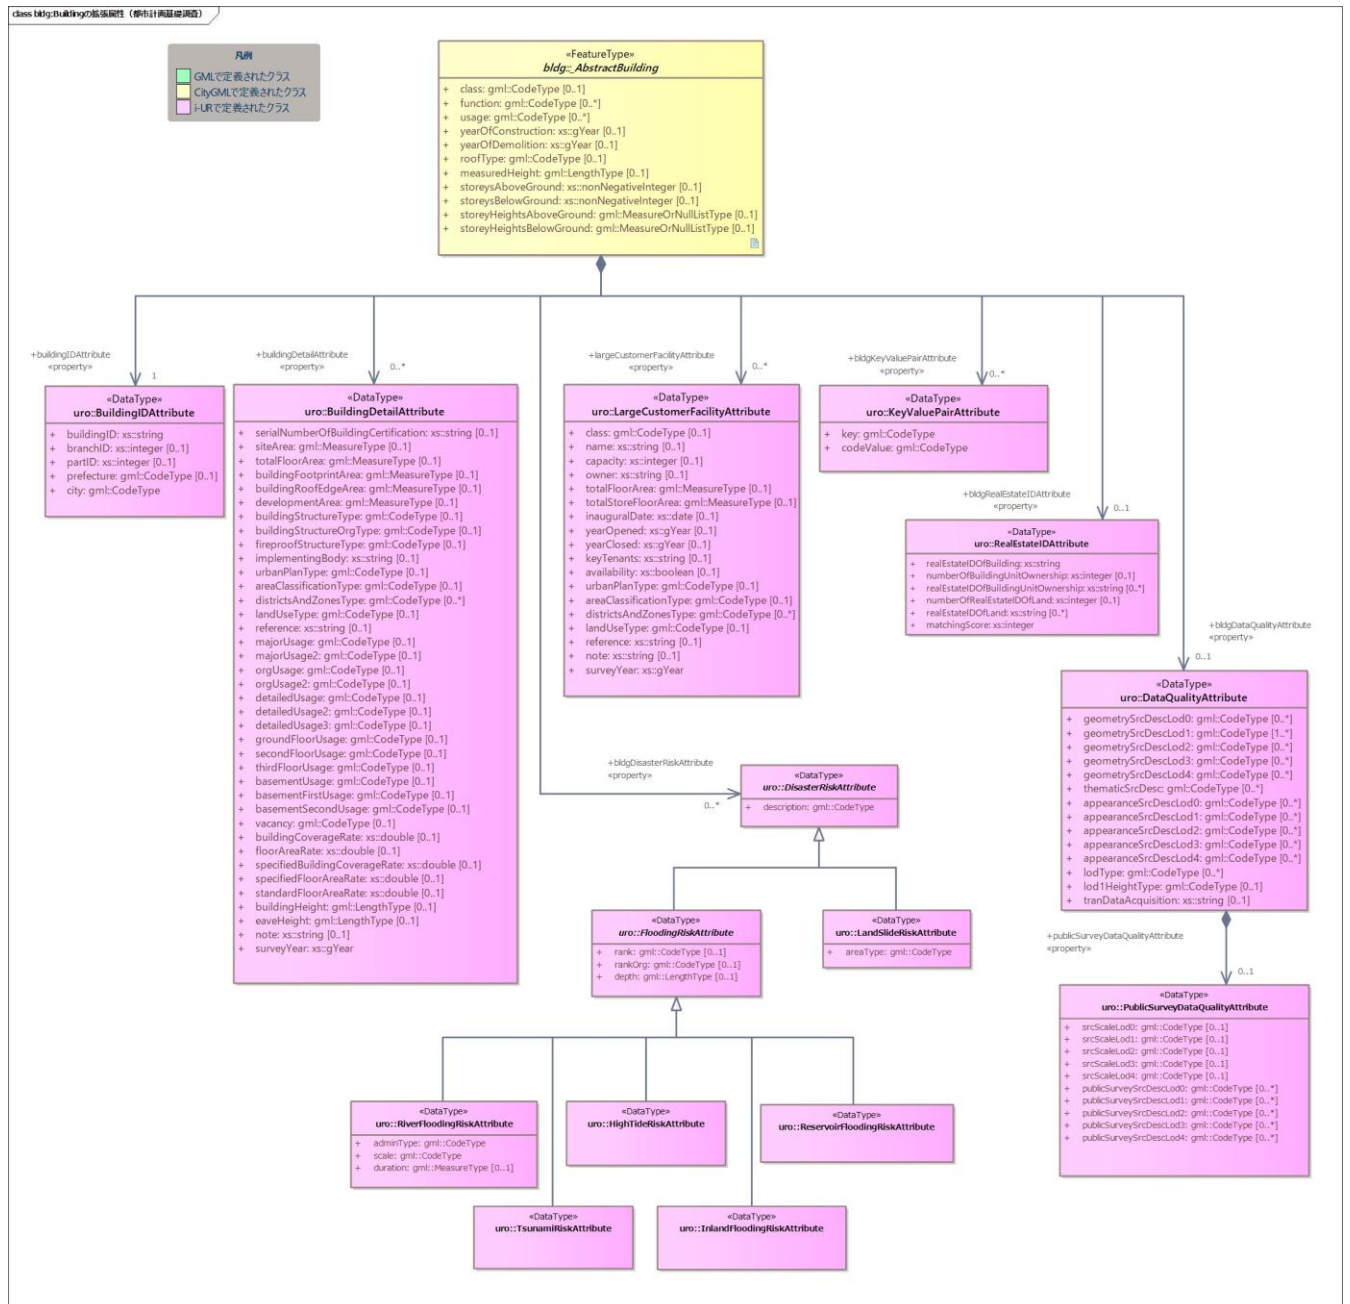 class bldg:Buildingの拡張属性（都市計画基礎調査）
凡例
GMLで定義されたクラス
CityGMLで定義されたクラス
i-URで定義されたクラス
«FeatureType»
bldg::_AbstractBuilding
+ class: gml::CodeType [0..1]
+ function: gml::CodeType [0..*]
+ usage: gml::CodeType [0..*]
+ yearOfConstruction: xs::gYear [0..1]
+ yearOfDemolition: xs::gYear [0..1]
+ roofType: gml::CodeType [0..1]
+ measuredHeight: gml::LengthType [0..1]
+ storeysAboveGround: xs::nonNegativeInteger [0..1]
+ storeysBelowGround: xs::nonNegativeInteger [0..1]
+ storeyHeightsAboveGround: gml::MeasureOrNullListType [0..1]
+ storeyHeightsBelowGround: gml::MeasureOrNullListType [0..1]
+buildingIDAttribute
«property»
1
«DataType»
uro::BuildingIDAttribute
+ buildingID: xs::string
+ branchID: xs::integer [0..1]
+ partID: xs::integer [0..1]
+ prefecture: gml::CodeType [0..1]
+ city: gml::CodeType
+buildingDetailAttribute
«property»
0..*
«DataType»
uro::BuildingDetailAttribute
+ serialNumberOfBuildingCertification: xs::string [0..1]
+ siteArea: gml::MeasureType [0..1]
+ totalFloorArea: gml::MeasureType [0..1]
+ buildingFootprintArea: gml::MeasureType [0..1]
+ buildingRoofEdgeArea: gml::MeasureType [0..1]
+ developmentArea: gml::MeasureType [0..1]
+ buildingStructureType: gml::CodeType [0..1]
+ buildingStructureOrgType: gml::CodeType [0..1]
+ fireproofStructureType: gml::CodeType [0..1]
+ implementingBody: xs::string [0..1]
+ urbanPlanType: gml::CodeType [0..1]
+ areaClassificationType: gml::CodeType [0..1]
+ districtsAndZonesType: gml::CodeType [0..*]
+ landUseType: gml::CodeType [0..1]
+ reference: xs::string [0..1]
+ majorUsage: gml::CodeType [0..1]
+ majorUsage2: gml::CodeType [0..1]
+ orgUsage: gml::CodeType [0..1]
+ orgUsage2: gml::CodeType [0..1]
+ detailedUsage: gml::CodeType [0..1]
+ detailedUsage2: gml::CodeType [0..1]
+ detailedUsage3: gml::CodeType [0..1]
+ groundFloorUsage: gml::CodeType [0..1]
+ secondFloorUsage: gml::CodeType [0..1]
+ thirdFloorUsage: gml::CodeType [0..1]
+ basementUsage: gml::CodeType [0..1]
+ basementFirstUsage: gml::CodeType [0..1]
+ basementSecondUsage: gml::CodeType [0..1]
+ vacancy: gml::CodeType [0..1]
+ buildingCoverageRate: xs::double [0..1]
+ floorAreaRate: xs::double [0..1]
+ specifiedBuildingCoverageRate: xs::double [0..1]
+ specifiedFloorAreaRate: xs::double [0..1]
+ standardFloorAreaRate: xs::double [0..1]
+ buildingHeight: gml::LengthType [0..1]
+ eaveHeight: gml::LengthType [0..1]
+ note: xs::string [0..1]
+ surveyYear: xs::gYear
+largeCustomerFacilityAttribute
«property»
0..*
«DataType»
uro::LargeCustomerFacilityAttribute
+ class: gml::CodeType [0..1]
+ name: xs::string [0..1]
+ capacity: xs::integer [0..1]
+ owner: xs::string [0..1]
+ totalFloorArea: gml::MeasureType [0..1]
+ totalStoreFloorArea: gml::MeasureType [0..1]
+ inauguralDate: xs::date [0..1]
+ yearOpened: xs::gYear [0..1]
+ yearClosed: xs::gYear [0..1]
+ keyTenants: xs::string [0..1]
+ availability: xs::boolean [0..1]
+ urbanPlanType: gml::CodeType [0..1]
+ areaClassificationType: gml::CodeType [0..1]
+ districtsAndZonesType: gml::CodeType [0..*]
+ landUseType: gml::CodeType [0..1]
+ reference: xs::string [0..1]
+ note: xs::string [0..1]
+ surveyYear: xs::gYear
+bldgKeyValuePairAttribute
«property»
0..*
«DataType»
uro::KeyValuePairAttribute
+ key: gml::CodeType
+ codeValue: gml::CodeType
+bldgRealEstateIDAttribute
«property»
0..1
«DataType»
uro::RealEstateIDAttribute
+ realEstateIDOfBuilding: xs::string
+ numberOfBuildingUnitOwnership: xs::integer [0..1]
+ realEstateIDOfBuildingUnitOwnership: xs::string [0..*]
+ numberOfRealEstateIDOfLand: xs::integer [0..1]
+ realEstateIDOfLand: xs::string [0..*]
+ matchingScore: xs::integer
+bldgDataQualityAttribute
«property»
0..1
«DataType»
uro::DataQualityAttribute
+ geometrySrcDescLod0: gml::CodeType [0..*]
+ geometrySrcDescLod1: gml::CodeType [1..*]
+ geometrySrcDescLod2: gml::CodeType [0..*]
+ geometrySrcDescLod3: gml::CodeType [0..*]
+ geometrySrcDescLod4: gml::CodeType [0..*]
+ thematicSrcDesc: gml::CodeType [0..*]
+ appearanceSrcDescLod0: gml::CodeType [0..*]
+ appearanceSrcDescLod1: gml::CodeType [0..*]
+ appearanceSrcDescLod2: gml::CodeType [0..*]
+ appearanceSrcDescLod3: gml::CodeType [0..*]
+ appearanceSrcDescLod4: gml::CodeType [0..*]
+ lodType: gml::CodeType [0..*]
+ lod1HeightType: gml::CodeType [0..1]
+ tranDataAcquisition: xs::string [0..1]
+bldgDisasterRiskAttribute
«property»
0..*
«DataType»
uro::DisasterRiskAttribute
+ description: gml::CodeType
«DataType»
uro::FloodingRiskAttribute
+ rank: gml::CodeType [0..1]
+ rankOrg: gml::CodeType [0..1]
+ depth: gml::LengthType [0..1]
«DataType»
uro::LandSlideRiskAttribute
+ areaType: gml::CodeType
+publicSurveyDataQualityAttribute
«property»
0..1
«DataType»
uro::PublicSurveyDataQualityAttribute
+ srcScaleLod0: gml::CodeType [0..1]
+ srcScaleLod1: gml::CodeType [0..1]
+ srcScaleLod2: gml::CodeType [0..1]
+ srcScaleLod3: gml::CodeType [0..1]
+ srcScaleLod4: gml::CodeType [0..1]
+ publicSurveySrcDescLod0: gml::CodeType [0..*]
+ publicSurveySrcDescLod1: gml::CodeType [0..*]
+ publicSurveySrcDescLod2: gml::CodeType [0..*]
+ publicSurveySrcDescLod3: gml::CodeType [0..*]
+ publicSurveySrcDescLod4: gml::CodeType [0..*]
«DataType»
uro::RiverFloodingRiskAttribute
+ adminType: gml::CodeType
+ scale: gml::CodeType
+ duration: gml::MeasureType [0..1]
«DataType»
uro::HighTideRiskAttribute
«DataType»
uro::ReservoirFloodingRiskAttribute
«DataType»
uro::TsunamiRiskAttribute
«DataType»
uro::InlandFloodingRiskAttribute